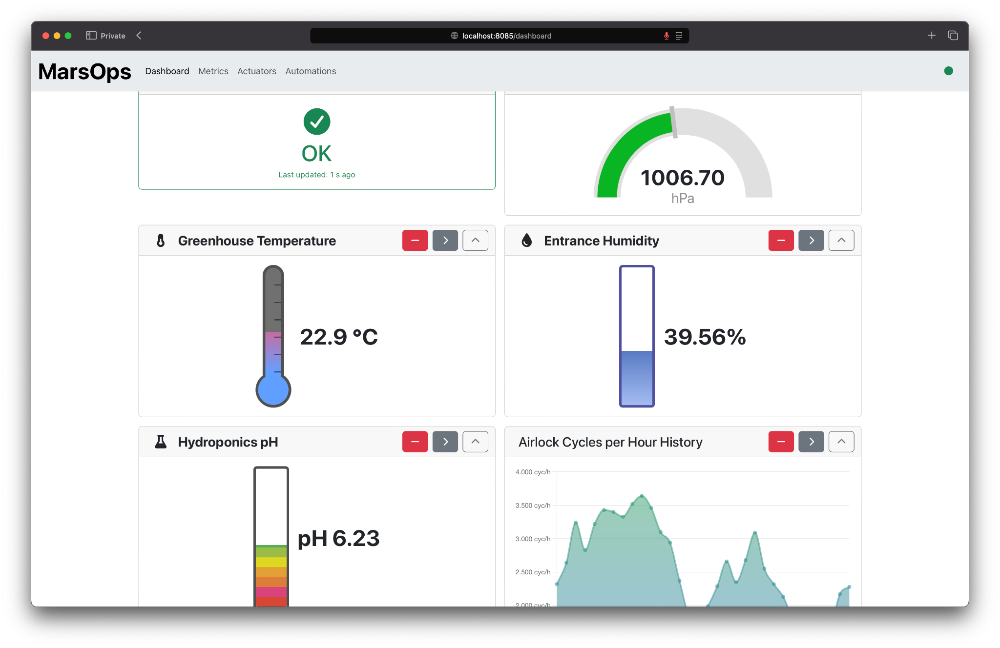 Private
localhost:8085/dashboard
MarsOps
Dashboard Metrics Actuators Automations
OK
Last updated: 1 s ago
1006.70
hPa
Greenhouse Temperature
22.9 °C
Entrance Humidity
39.56%
Hydroponics pH
pH 6.23
Airlock Cycles per Hour History
4.000 cyc/h
3.500 cyc/h
3.000 cyc/h
2.500 cyc/h
2.000 cyc/h